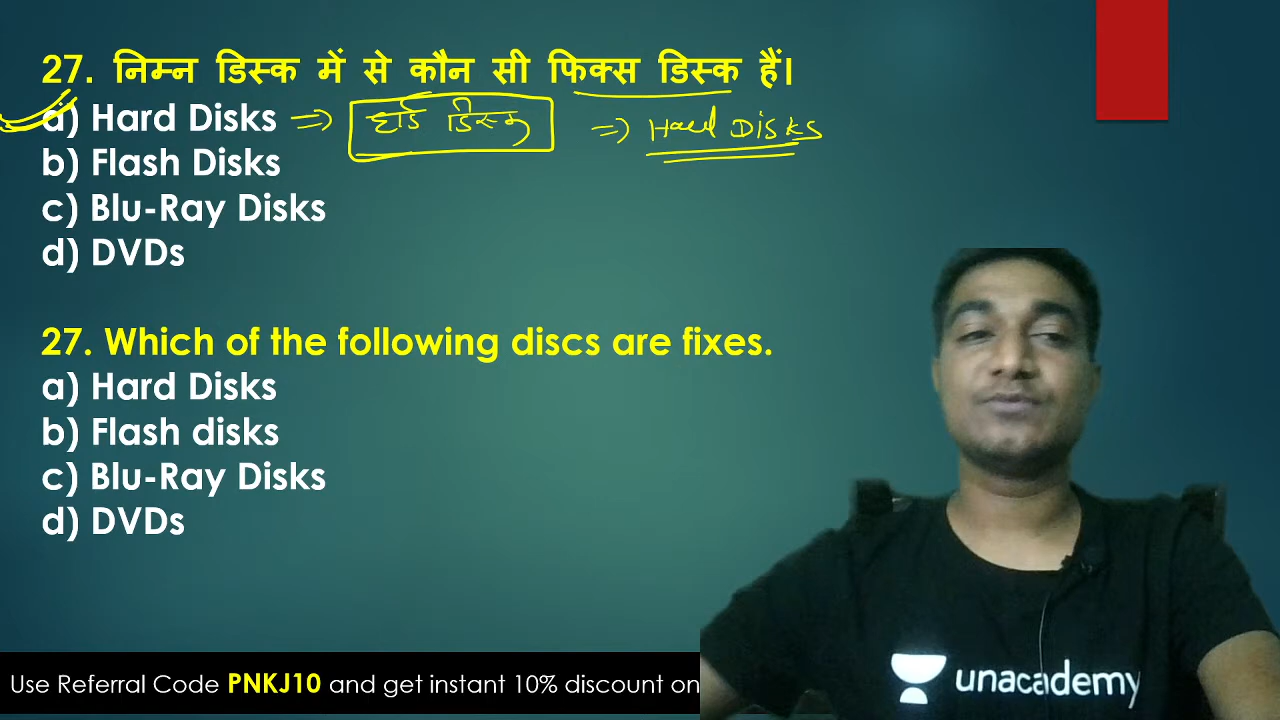 27. निम्न डिस्क में से कौन सी फिक्स डिस्क हैं।
a) Hard Disks => हार्ड डिस्क => Hard Disks
b) Flash Disks
c) Blu-Ray Disks
d) DVDs
27. Which of the following discs are fixes.
a) Hard Disks
b) Flash disks
c) Blu-Ray Disks
d) DVDs
Use Referral Code PNKJ10 and get instant 10% discount on
unacademy